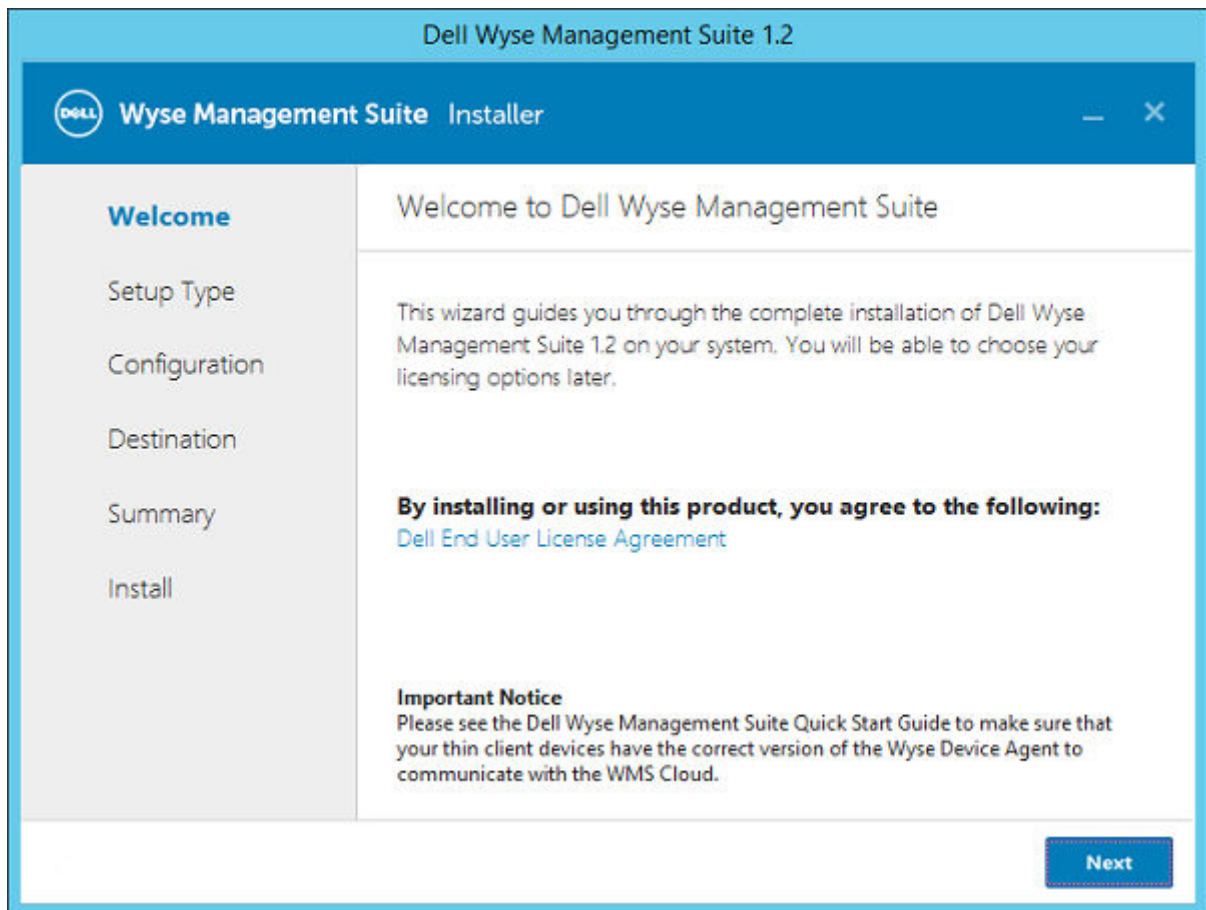 Dell Wyse Management Suite 1.2
DELL Wyse Management Suite Installer
Welcome
Setup Type
Configuration
Destination
Summary
Install
Welcome to Dell Wyse Management Suite
This wizard guides you through the complete installation of Dell Wyse
Management Suite 1.2 on your system. You will be able to choose your
licensing options later.
By installing or using this product, you agree to the following:
Dell End User License Agreement
Important Notice
Please see the Dell Wyse Management Suite Quick Start Guide to make sure that
your thin client devices have the correct version of the Wyse Device Agent to
communicate with the WMS Cloud.
Next